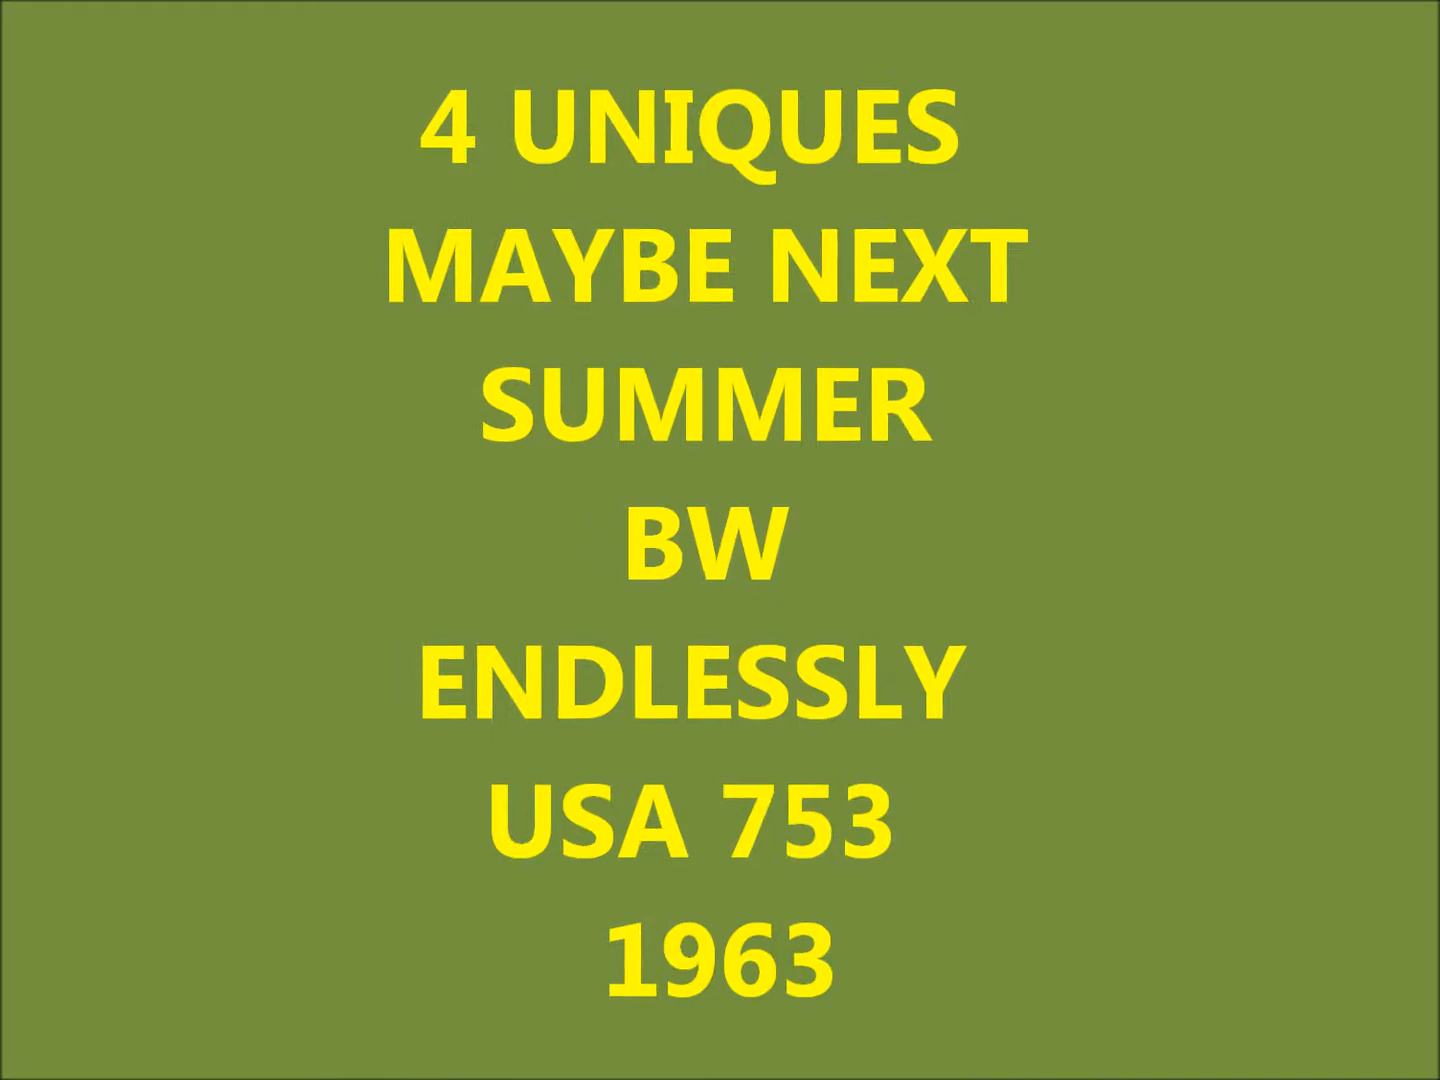 4 UNIQUES
MAYBE NEXT
SUMMER
BW
ENDLESSLY
USA 753
1963